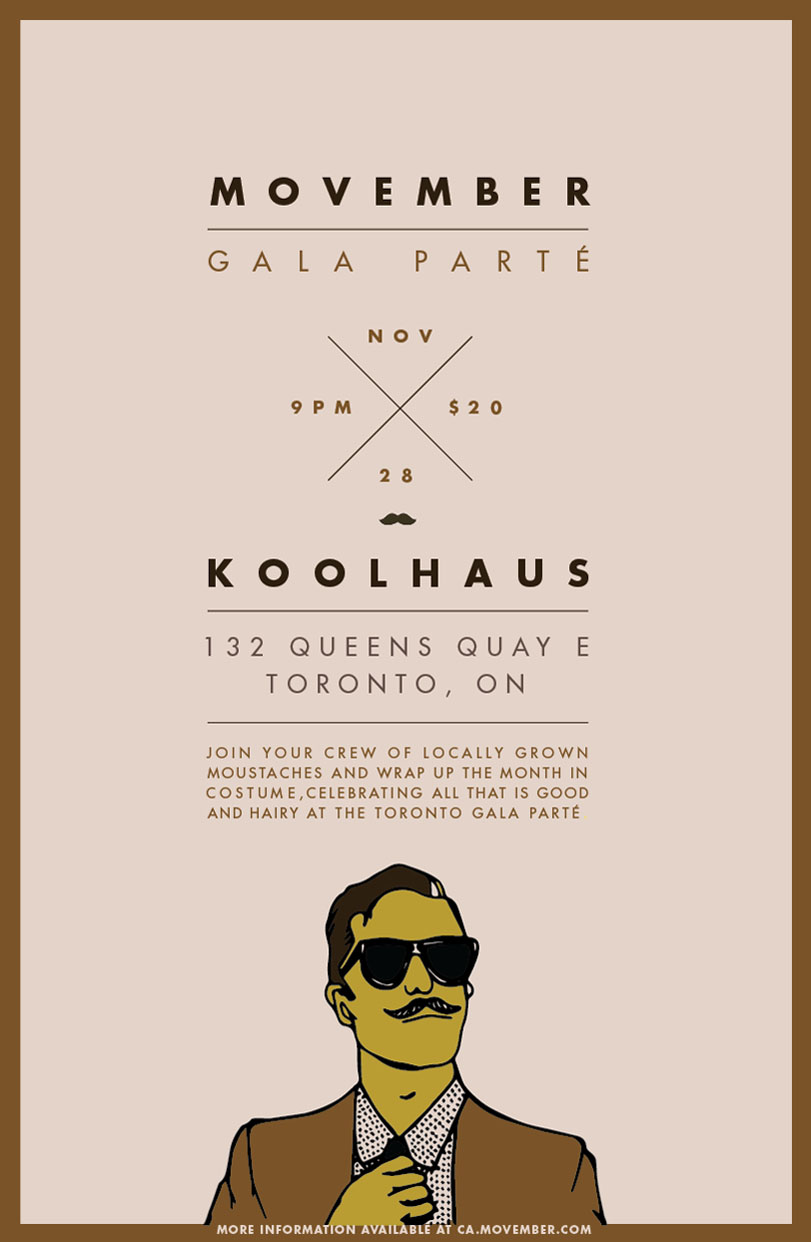 MOVEMBER
GALA PARTÉ
NOV
9PM $20
28
KOOLHAUS
132 QUEENS QUAY E
TORONTO, ON
JOIN YOUR CREW OF LOCALLY GROWN
MOUSTACHES AND WRAP UP THE MONTH IN
COSTUME,CELEBRATING ALL THAT IS GOOD
AND HAIRY AT THE TORONTO GALA PARTÉ.
MORE INFORMATION AVAILABLE AT CA.MOVEMBER.COM